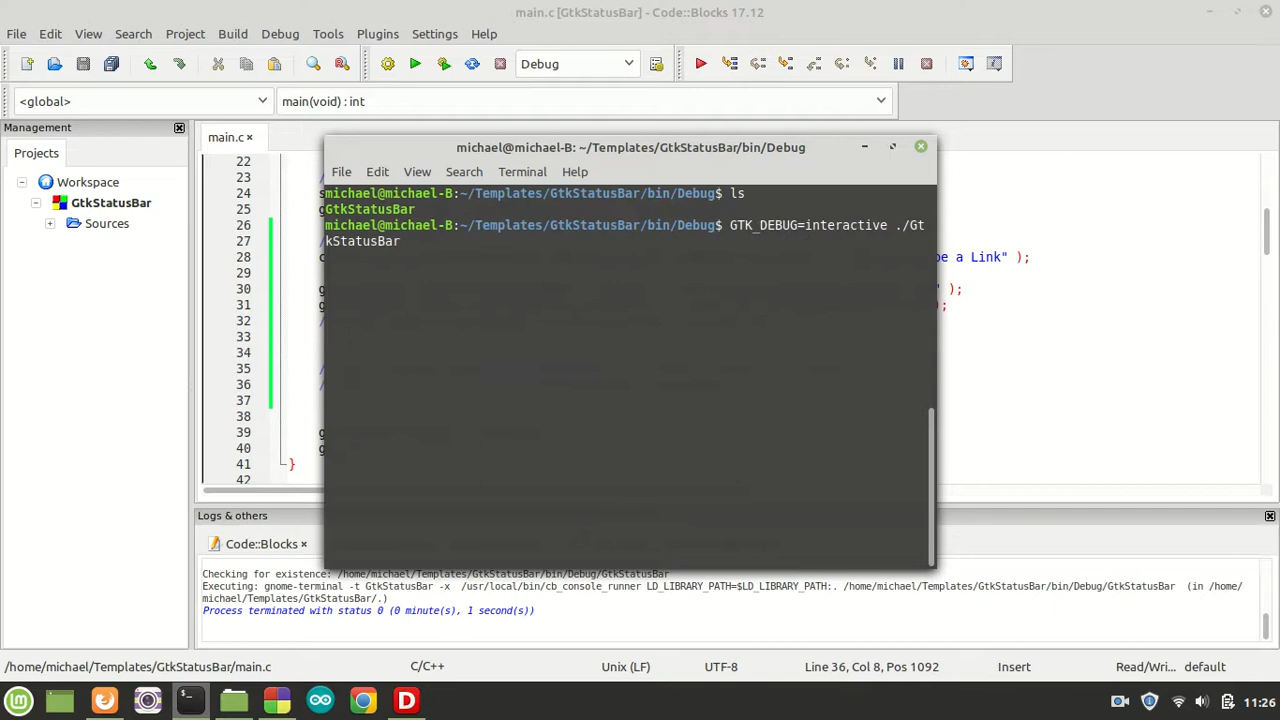 main.c [GtkStatusBar] - Code::Blocks 17.12
File Edit View Search Project Build Debug Tools Plugins Settings Help
Debug
<global>
main(void) : int
Management
Projects
Workspace
GtkStatusBar
Sources
main.c
22
23 /
24 s
25 g
26
27 /
28 c be a Link" );
29
30 g " );
31 g );
32 /
33
34
35 /
36 /
37
38
39 g
40 g
41 }
42
michael@michael-B: ~/Templates/GtkStatusBar/bin/Debug
File Edit View Search Terminal Help
michael@michael-B:~/Templates/GtkStatusBar/bin/Debug$ ls
GtkStatusBar
michael@michael-B:~/Templates/GtkStatusBar/bin/Debug$ GTK_DEBUG=interactive ./Gt
kStatusBar
Logs & others
Code::Blocks
Checking for existence: /home/michael/Templates/GtkStatusBar/bin/Debug/GtkStatusBar
Executing: gnome-terminal -t GtkStatusBar -x /usr/local/bin/cb_console_runner LD_LIBRARY_PATH=$LD_LIBRARY_PATH:. /home/michael/Templates/GtkStatusBar/bin/Debug/GtkStatusBar (in /home/
michael/Templates/GtkStatusBar/.)
Process terminated with status 0 (0 minute(s), 1 second(s))
/home/michael/Templates/GtkStatusBar/main.c C/C++ Unix (LF) UTF-8 Line 36, Col 8, Pos 1092 Insert Read/Wri... default
11:26